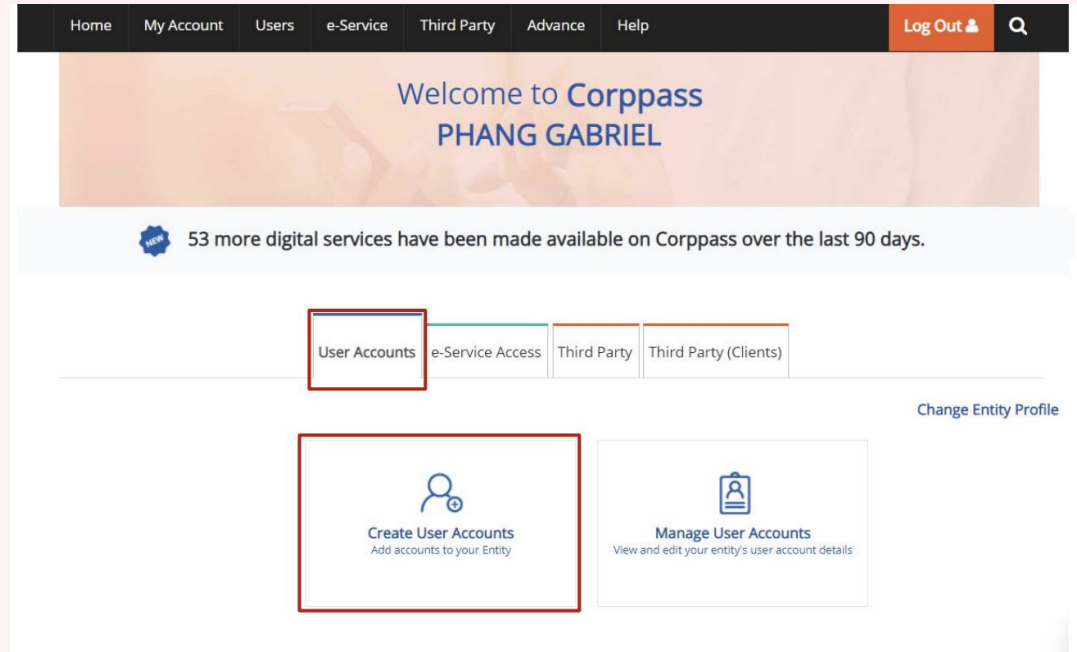 Home My Account Users e-Service Third Party Advance Help Log Out
Welcome to Corppass
PHANG GABRIEL
NEW 53 more digital services have been made available on Corppass over the last 90 days.
User Accounts e-Service Access Third Party Third Party (Clients)
Change Entity Profile
Create User Accounts
Add accounts to your Entity
Manage User Accounts
View and edit your entity's user account details